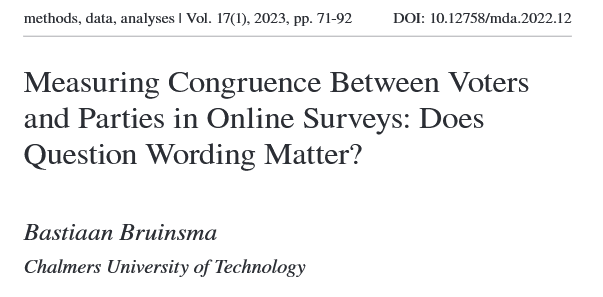 methods, data, analyses | Vol. 17(1), 2023, pp. 71-92 DOI: 10.12758/mda.2022.12
Measuring Congruence Between Voters
and Parties in Online Surveys: Does
Question Wording Matter?
Bastiaan Bruinsma
Chalmers University of Technology